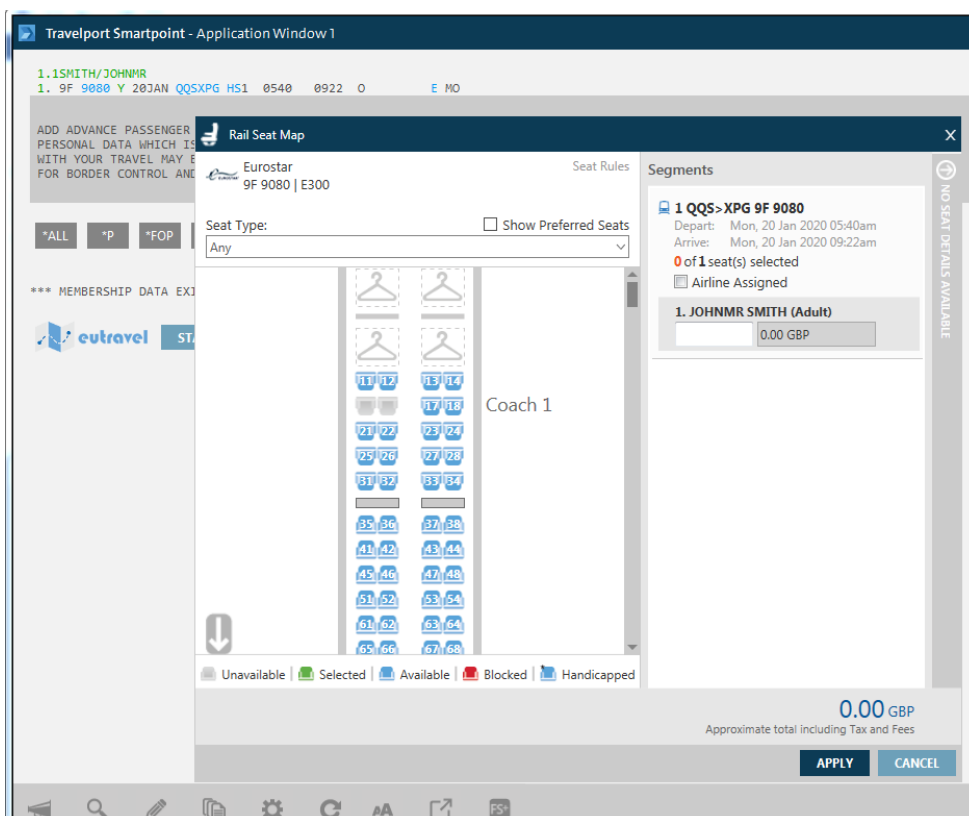 Travelport Smartpoint - Application Window 1
1.1SMITH/JOHNMR
1. 9F 9080 Y 20JAN QQSXPG HS1 0540 0922 O E MO
ADD ADVANCE PASSENGER
PERSONAL DATA WHICH IS
WITH YOUR TRAVEL MAY
FOR BORDER CONTROL AND
*ALL *P *FOP
*** MEMBERSHIP DATA
eutravel
Rail Seat Map X
Eurostar
Seat Rules
9F 9080 | E300
Seat Type:
Show Preferred Seats
Any
11 12 13 14
17 18
Coach 1
21 22 23 24
25 26 27 28
31 32 33 34
35 36 37 38
41 42 43 44
45 46 47 48
51 52 53 54
61 62 63 64
65 66 67 68
Unavailable | Selected | Available | Blocked | Handicapped
Segments
1 QQS>XPG 9F 9080
Depart: Mon, 20 Jan 2020 05:40am
Arrive: Mon, 20 Jan 2020 09:22am
0 of 1 seat(s) selected
Airline Assigned
1. JOHNMR SMITH (Adult)
0.00 GBP
NO SEAT DETAILS AVAILABLE
0.00 GBP
Approximate total including Tax and Fees
APPLY CANCEL
AA FS+